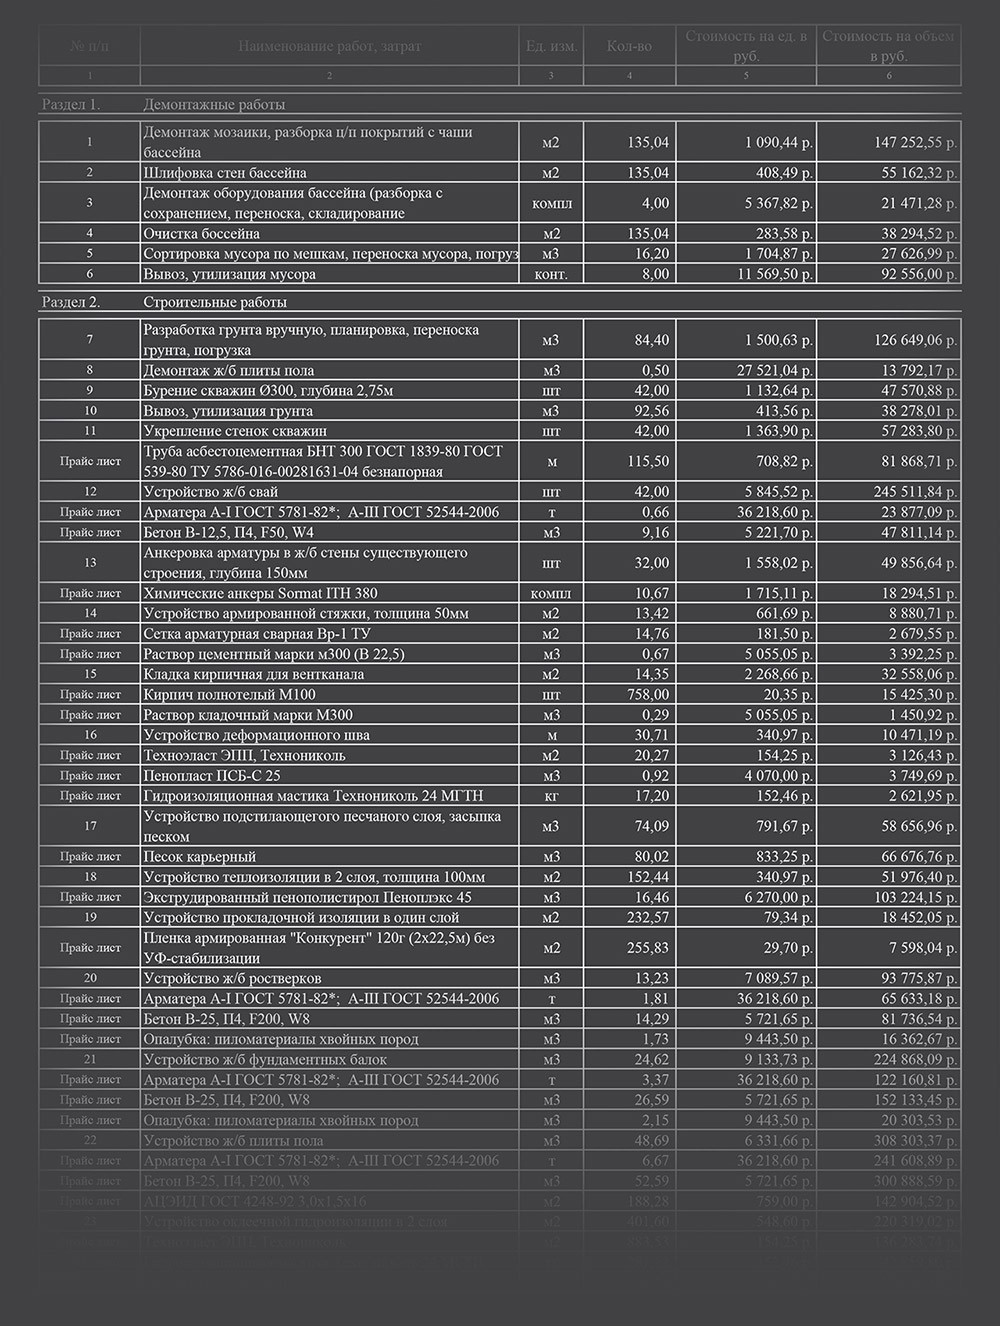 № п/п Наименование работ, затрат Ед. изм. Кол-во Стоимость на ед. в руб. Стоимость на объем в руб.
1 2 3 4 5 6
Раздел 1. Демонтажные работы
1 Демонтаж мозаики, разборка ц/п покрытий с чаши бассейна м2 135,04 1 090,44 р. 147 252,55 р.
2 Шлифовка стен бассейна м2 135,04 408,49 р. 55 162,32 р.
3 Демонтаж оборудования бассейна (разборка с сохранением, переноска, складирование компл 4,00 5 367,82 р. 21 471,28 р.
4 Очистка боссейна м2 135,04 283,58 р. 38 294,52 р.
5 Сортировка мусора по мешкам, переноска мусора, погруз м3 16,20 1 704,87 р. 27 626,99 р.
6 Вывоз, утилизация мусора конт. 8,00 11 569,50 р. 92 556,00 р.
Раздел 2. Строительные работы
7 Разработка грунта вручную, планировка, переноска грунта, погрузка м3 84,40 1 500,63 р. 126 649,06 р.
8 Демонтаж ж/б плиты пола м3 0,50 27 521,04 р. 13 792,17 р.
9 Бурение скважин Ø300, глубина 2,75м шт 42,00 1 132,64 р. 47 570,88 р.
10 Вывоз, утилизация грунта м3 92,56 413,56 р. 38 278,01 р.
11 Укрепление стенок скважин шт 42,00 1 363,90 р. 57 283,80 р.
Прайс лист Труба асбестоцементная БНТ 300 ГОСТ 1839-80 ГОСТ 539-80 ТУ 5786-016-00281631-04 безнапорная м 115,50 708,82 р. 81 868,71 р.
12 Устройство ж/б свай шт 42,00 5 845,52 р. 245 511,84 р.
Прайс лист Арматера А-I ГОСТ 5781-82*; А-III ГОСТ 52544-2006 т 0,66 36 218,60 р. 23 877,09 р.
Прайс лист Бетон В-12,5, П4, F50, W4 м3 9,16 5 221,70 р. 47 811,14 р.
13 Анкеровка арматуры в ж/б стены существующего строения, глубина 150мм шт 32,00 1 558,02 р. 49 856,64 р.
Прайс лист Химические анкеры Sormat ITH 380 компл 10,67 1 715,11 р. 18 294,51 р.
14 Устройство армированной стяжки, толщина 50мм м2 13,42 661,69 р. 8 880,71 р.
Прайс лист Сетка арматурная сварная Вр-1 ТУ м2 14,76 181,50 р. 2 679,55 р.
Прайс лист Раствор цементный марки м300 (В 22,5) м3 0,67 5 055,05 р. 3 392,25 р.
15 Кладка кирпичная для вентканала м2 14,35 2 268,66 р. 32 558,06 р.
Прайс лист Кирпич полнотелый М100 шт 758,00 20,35 р. 15 425,30 р.
Прайс лист Раствор кладочный марки М300 м3 0,29 5 055,05 р. 1 450,92 р.
16 Устройство деформационного шва м 30,71 340,97 р. 10 471,19 р.
Прайс лист Техноэласт ЭПП, Технониколь м2 20,27 154,25 р. 3 126,43 р.
Прайс лист Пенопласт ПСБ-С 25 м3 0,92 4 070,00 р. 3 749,69 р.
Прайс лист Гидроизоляционная мастика Технониколь 24 МГТН кг 17,20 152,46 р. 2 621,95 р.
17 Устройство подстилающегого песчаного слоя, засыпка песком м3 74,09 791,67 р. 58 656,96 р.
Прайс лист Песок карьерный м3 80,02 833,25 р. 66 676,76 р.
18 Устройство теплоизоляции в 2 слоя, толщина 100мм м2 152,44 340,97 р. 51 976,40 р.
Прайс лист Экструдированный пенополистирол Пеноплэкс 45 м3 16,46 6 270,00 р. 103 224,15 р.
19 Устройство прокладочной изоляции в один слой м2 232,57 79,34 р. 18 452,05 р.
Прайс лист Пленка армированная "Конкурент" 120г (2х22,5м) без УФ-стабилизации м2 255,83 29,70 р. 7 598,04 р.
20 Устройство ж/б ростверков м3 13,23 7 089,57 р. 93 775,87 р.
Прайс лист Арматера А-I ГОСТ 5781-82*; А-III ГОСТ 52544-2006 т 1,81 36 218,60 р. 65 633,18 р.
Прайс лист Бетон В-25, П4, F200, W8 м3 14,29 5 721,65 р. 81 736,54 р.
Прайс лист Опалубка: пиломатериалы хвойных пород м3 1,73 9 443,50 р. 16 362,67 р.
21 Устройство ж/б фундаментных балок м3 24,62 9 133,73 р. 224 868,09 р.
Прайс лист Арматера А-I ГОСТ 5781-82*; А-III ГОСТ 52544-2006 т 3,37 36 218,60 р. 122 160,81 р.
Прайс лист Бетон В-25, П4, F200, W8 м3 26,59 5 721,65 р. 152 133,45 р.
Прайс лист Опалубка: пиломатериалы хвойных пород м3 2,15 9 443,50 р. 20 303,53 р.
22 Устройство ж/б плиты пола м3 48,69 6 331,66 р. 308 303,37 р.
Прайс лист Арматера А-I ГОСТ 5781-82*; А-III ГОСТ 52544-2006 т 6,67 36 218,60 р. 241 608,89 р.
Прайс лист Бетон В-25, П4, F200, W8 м3 52,59 5 721,65 р. 300 888,59 р.
Прайс лист АЦЭИД ГОСТ 4248-92 3,0х1,5х16 м2 188,28 759,00 р. 142 904,52 р.
23 Устройство оклеечной гидроизоляции в 2 слоя м2 401,60 548,60 р. 220 319,02 р.